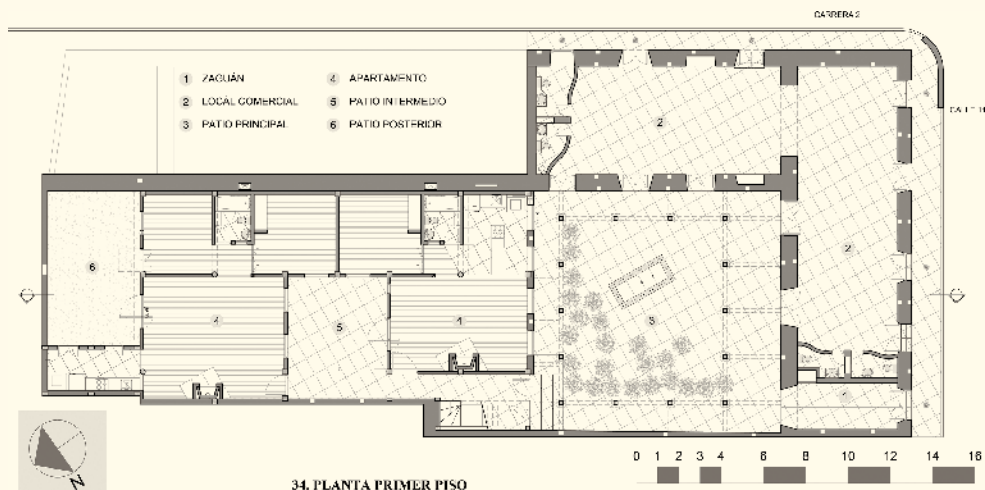 CARRERA 2
1 ZAGUÁN
2 LOCÁL COMERCIAL
3 PATIO PRINCIPAL
4 APARTAMENTO
5 PATIO INTERMEDIO
6 PATIO POSTERIOR
2
6
4
5
1
3
2
N
34. PLANTA PRIMER PISO
0 1 2 3 4 6 8 10 12 14 16